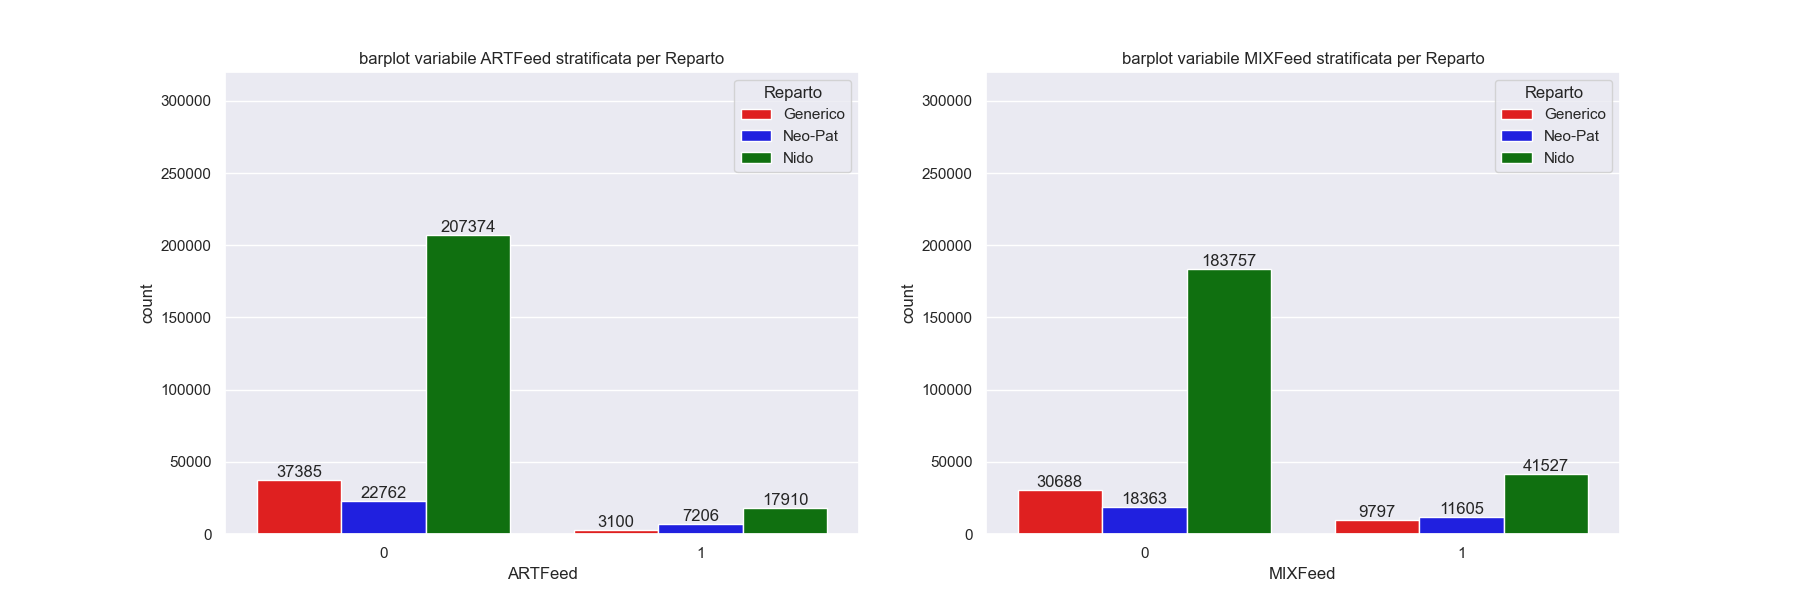 barplot variabile ARTFeed stratificata per Reparto
300000
250000
200000
150000
100000
50000
0
count
Reparto
Generico
Neo-Pat
Nido
37385
22762
207374
3100
7206
17910
0
1
ARTFeed
barplot variabile MIXFeed stratificata per Reparto
300000
250000
200000
150000
100000
50000
0
count
Reparto
Generico
Neo-Pat
Nido
30688
18363
183757
9797
11605
41527
0
1
MIXFeed